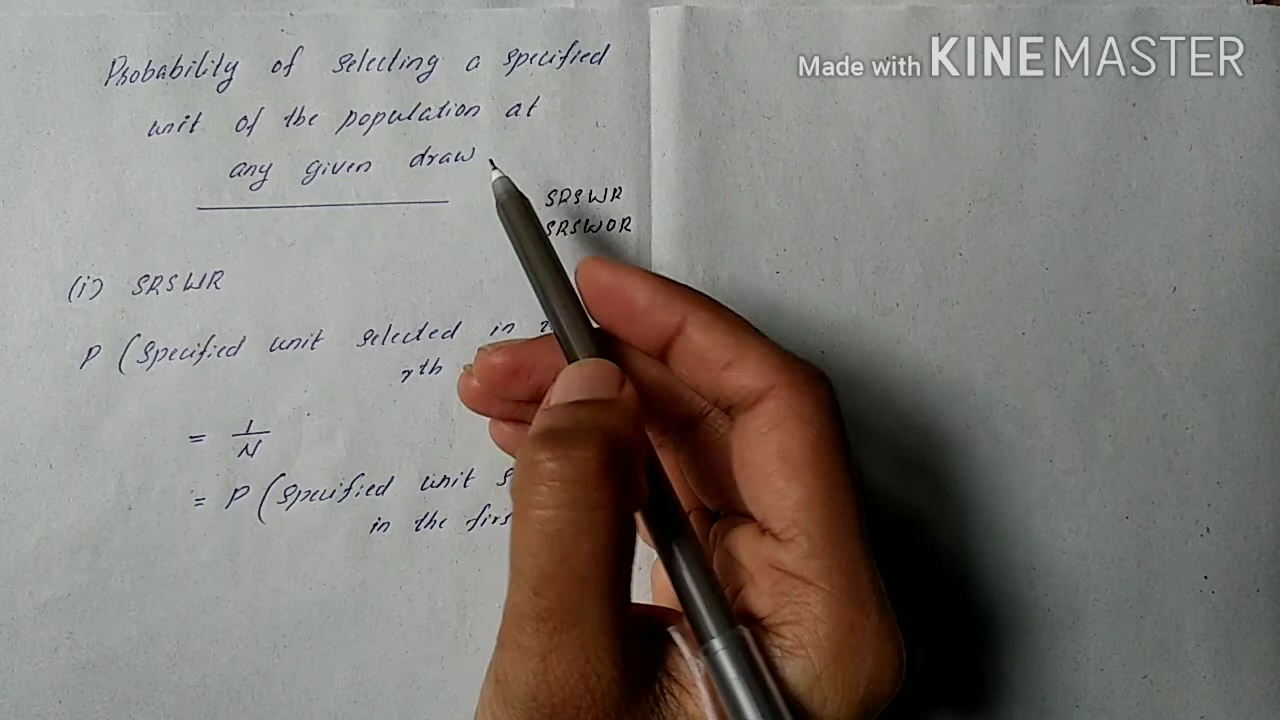 Probability of selecting a specified
unit of the population at
any given draw
Made with KINEMASTER
SRSWR
SRSWOR
(i) SRSWR
P (Specified unit selected in
rth
= 1/N
= P (Specified unit
in the